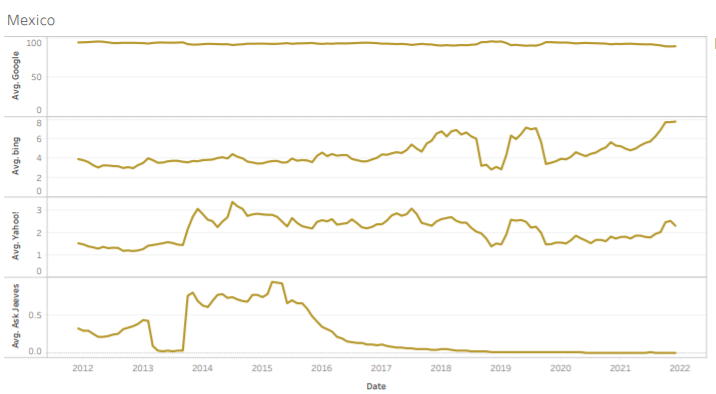 Mexico
Avg. Google
100
50
0
Avg. bing
8
6
4
2
0
Avg. Yahoo!
3
2
1
0
Avg. Ask Jeeves
0.5
0.0
2012 2013 2014 2015 2016 2017 2018 2019 2020 2021 2022
Date